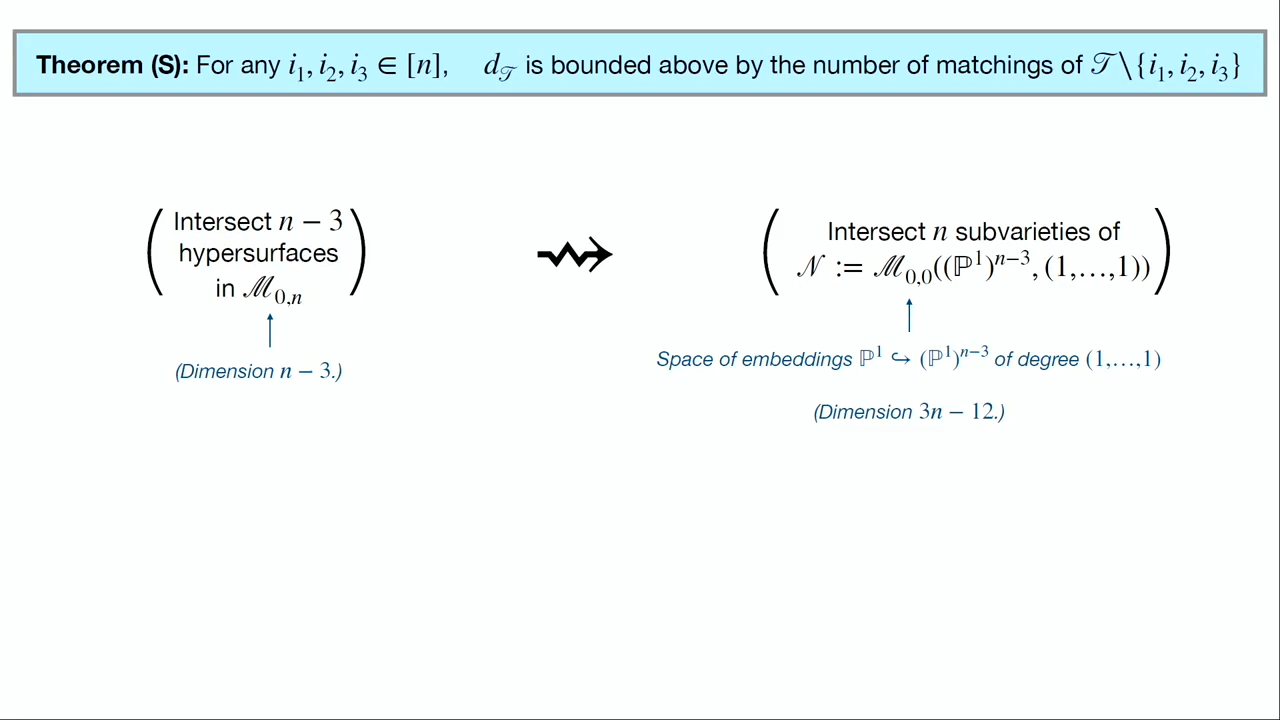 Theorem (S): For any i₁, i₂, i₃ ∈ [n], d_𝒯 is bounded above by the number of matchings of 𝒯∖{i₁, i₂, i₃}
Intersect n − 3
hypersurfaces
in ℳ₀,ₙ
(Dimension n − 3.)
Intersect n subvarieties of
𝒩 := ℳ₀,₀((ℙ¹)ⁿ⁻³, (1,…,1))
Space of embeddings ℙ¹ ↪ (ℙ¹)ⁿ⁻³ of degree (1,…,1)
(Dimension 3n − 12.)